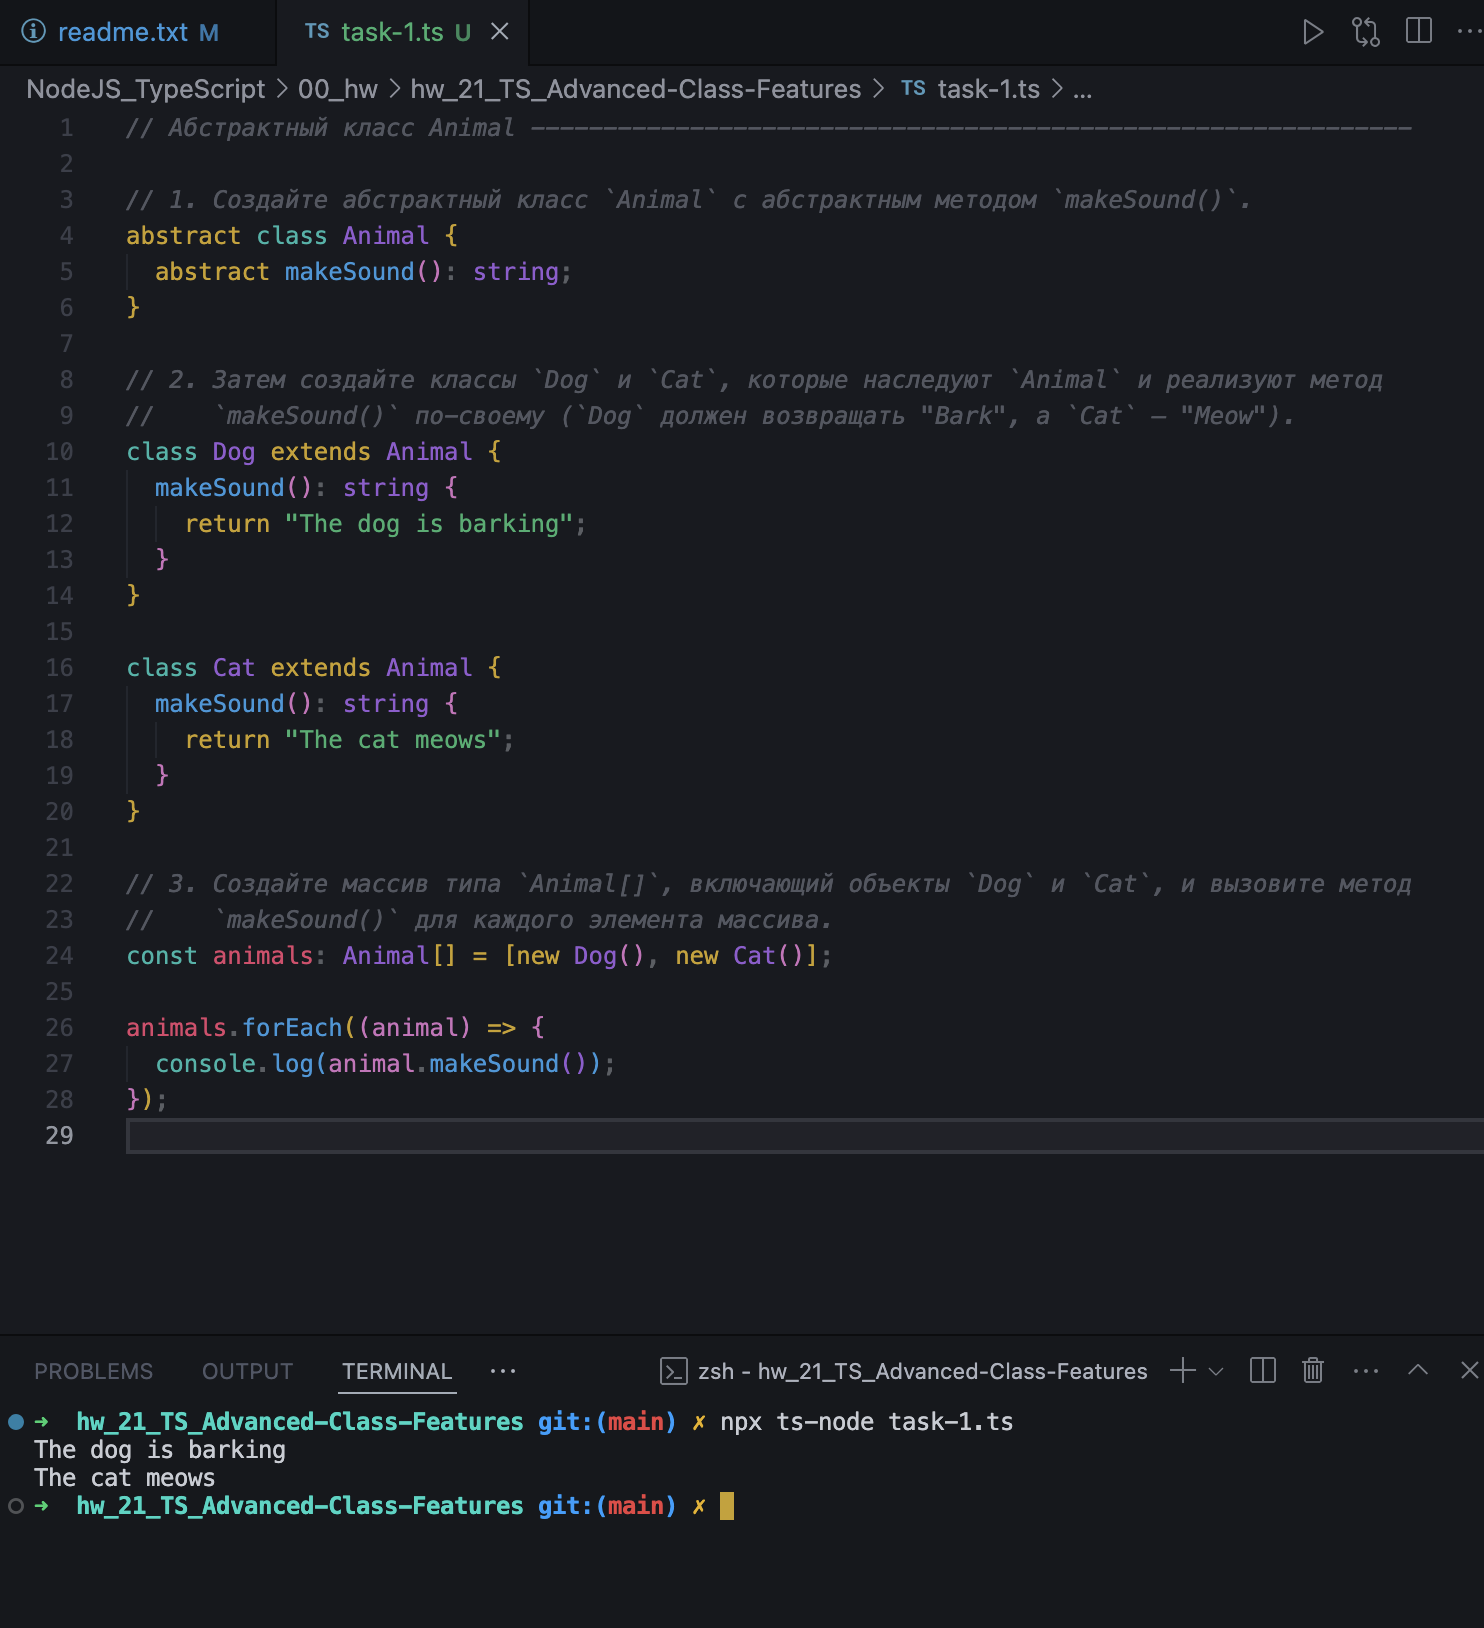 readme.txt M
TS task-1.ts U
NodeJS_TypeScript > 00_hw > hw_21_TS_Advanced-Class-Features > TS task-1.ts > ...
1 // Абстрактный класс Animal -------------------------------------------------------------
2
3 // 1. Создайте абстрактный класс `Animal` с абстрактным методом `makeSound()`.
4 abstract class Animal {
5   abstract makeSound(): string;
6 }
7
8 // 2. Затем создайте классы `Dog` и `Cat`, которые наследуют `Animal` и реализуют метод
9 //    `makeSound()` по-своему (`Dog` должен возвращать "Bark", а `Cat` – "Meow").
10 class Dog extends Animal {
11   makeSound(): string {
12     return "The dog is barking";
13   }
14 }
15
16 class Cat extends Animal {
17   makeSound(): string {
18     return "The cat meows";
19   }
20 }
21
22 // 3. Создайте массив типа `Animal[]`, включающий объекты `Dog` и `Cat`, и вызовите метод
23 //    `makeSound()` для каждого элемента массива.
24 const animals: Animal[] = [new Dog(), new Cat()];
25
26 animals.forEach((animal) => {
27   console.log(animal.makeSound());
28 });
29
PROBLEMS OUTPUT TERMINAL ... zsh - hw_21_TS_Advanced-Class-Features
➜ hw_21_TS_Advanced-Class-Features git:(main) ✗ npx ts-node task-1.ts
The dog is barking
The cat meows
➜ hw_21_TS_Advanced-Class-Features git:(main) ✗